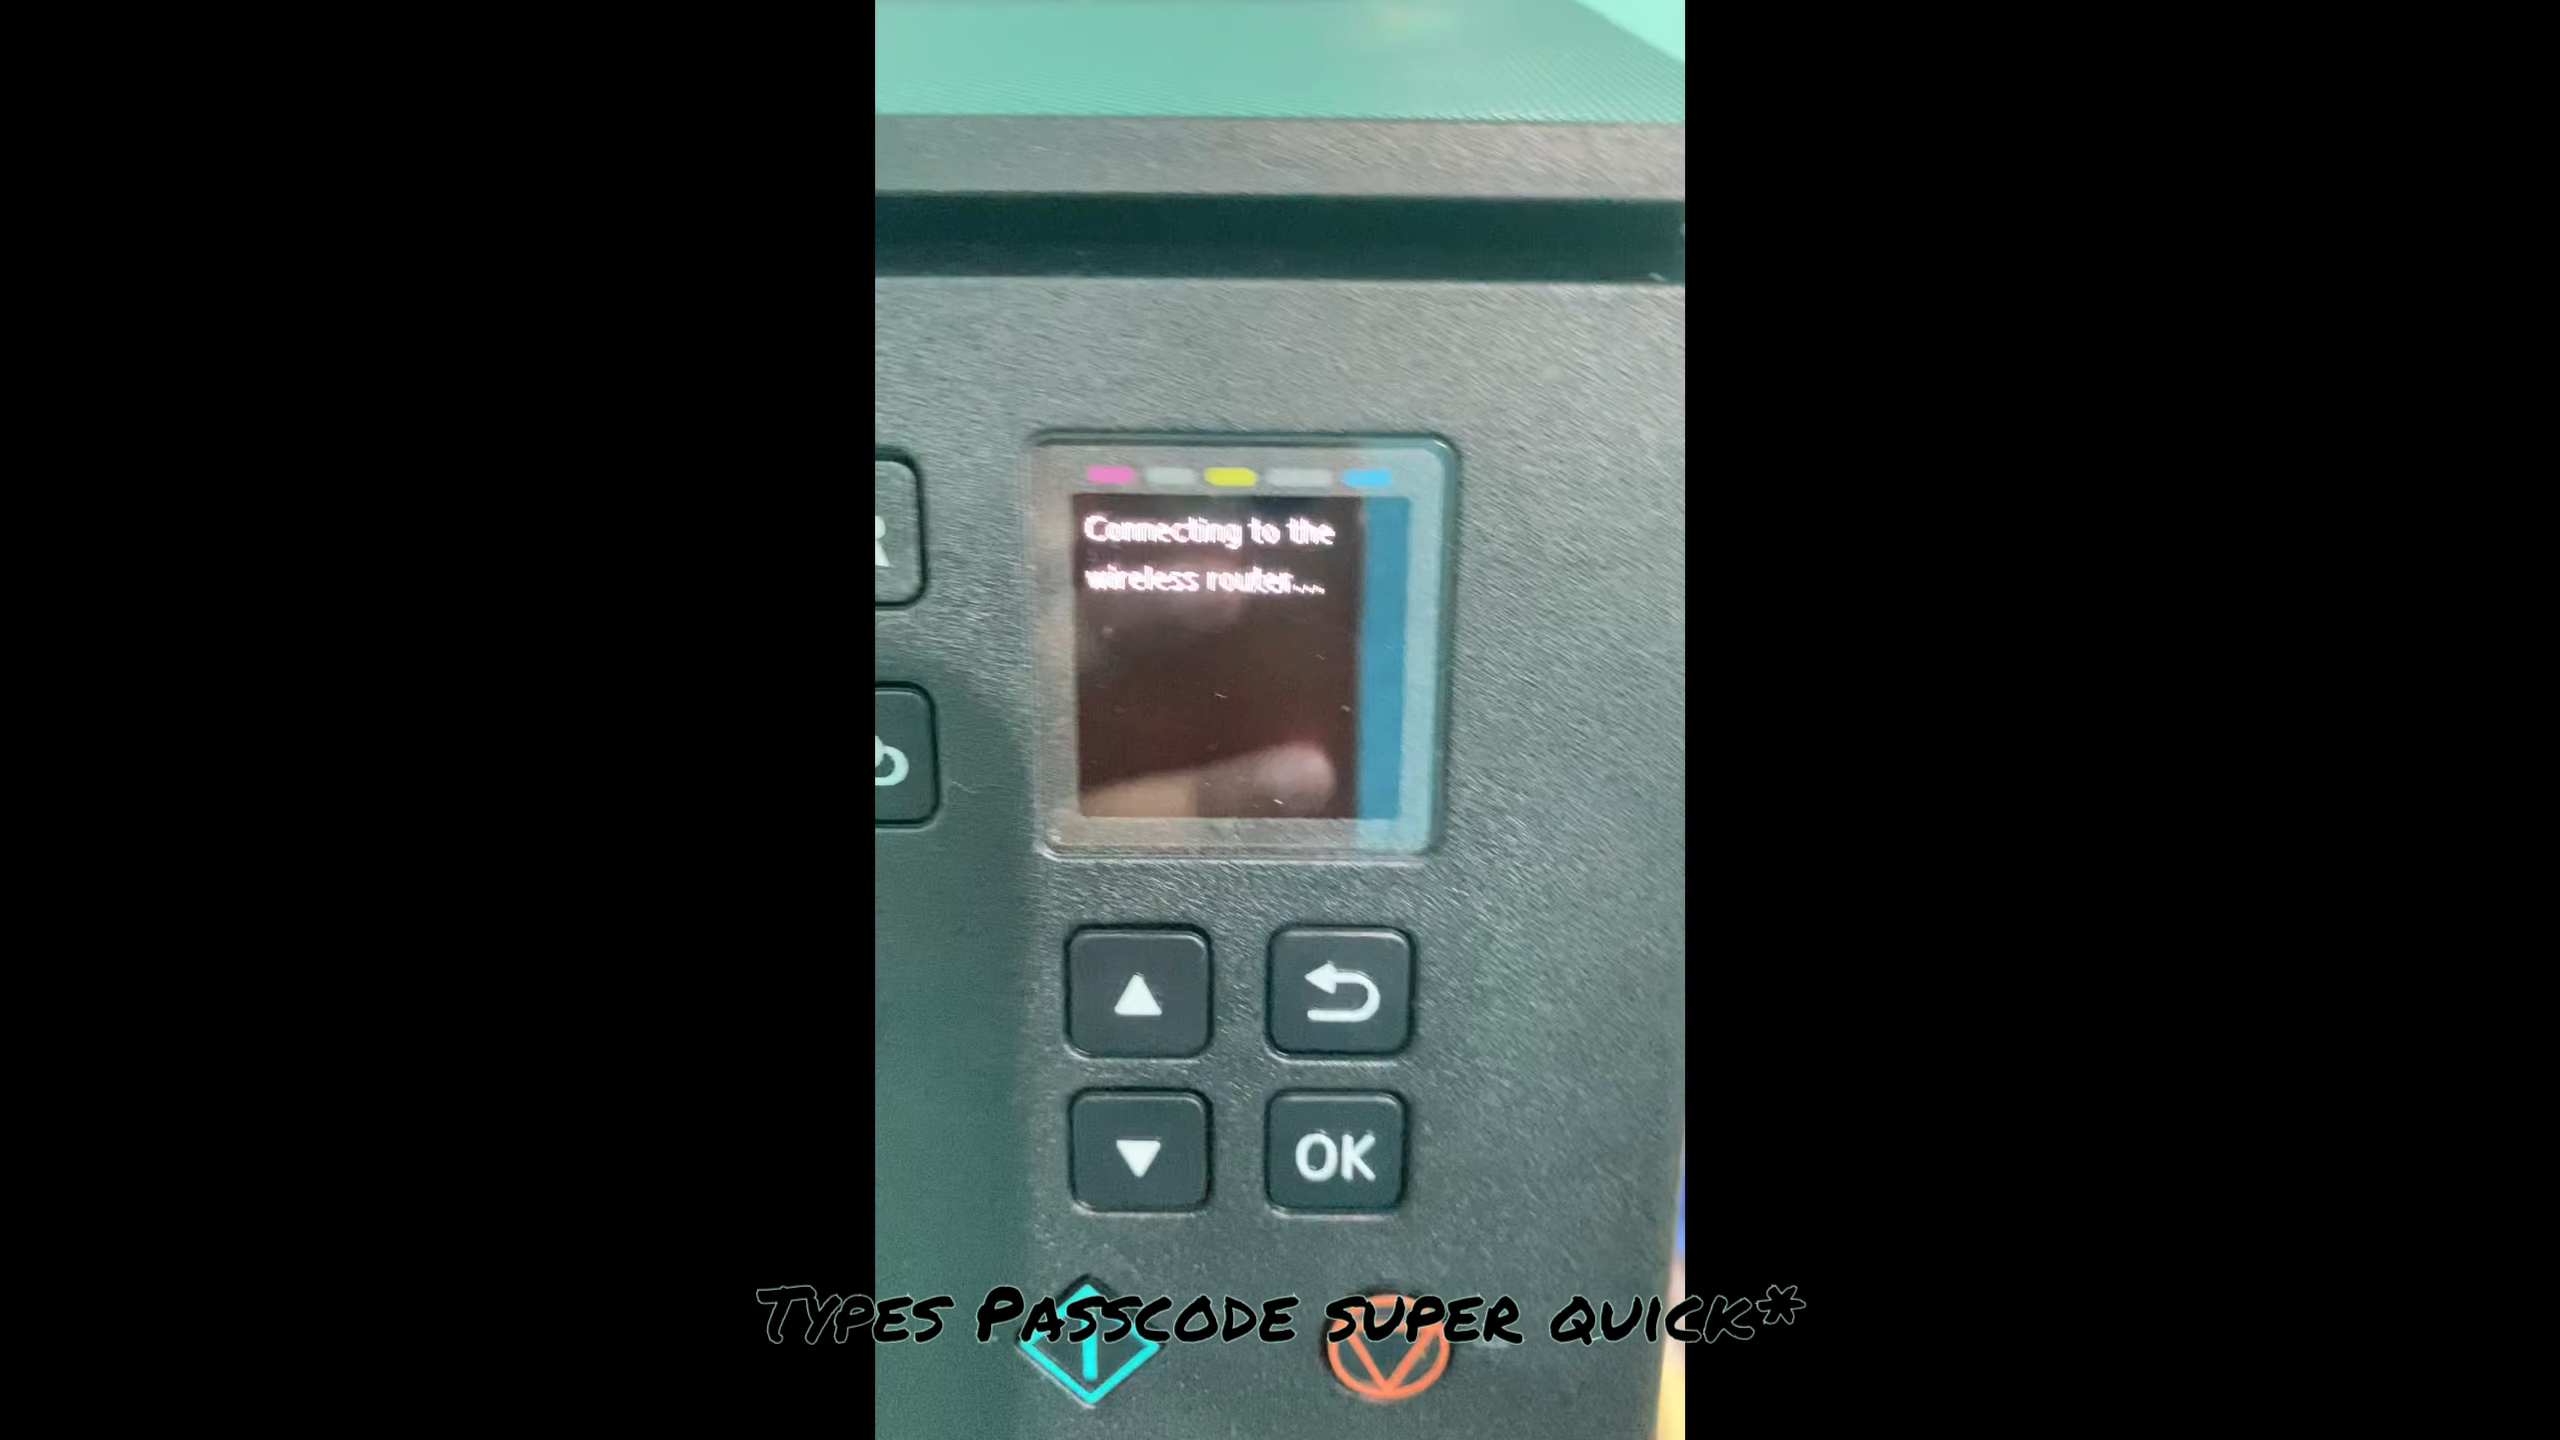 Connecting to the
wireless router....
OK
Types Passcode super quick*